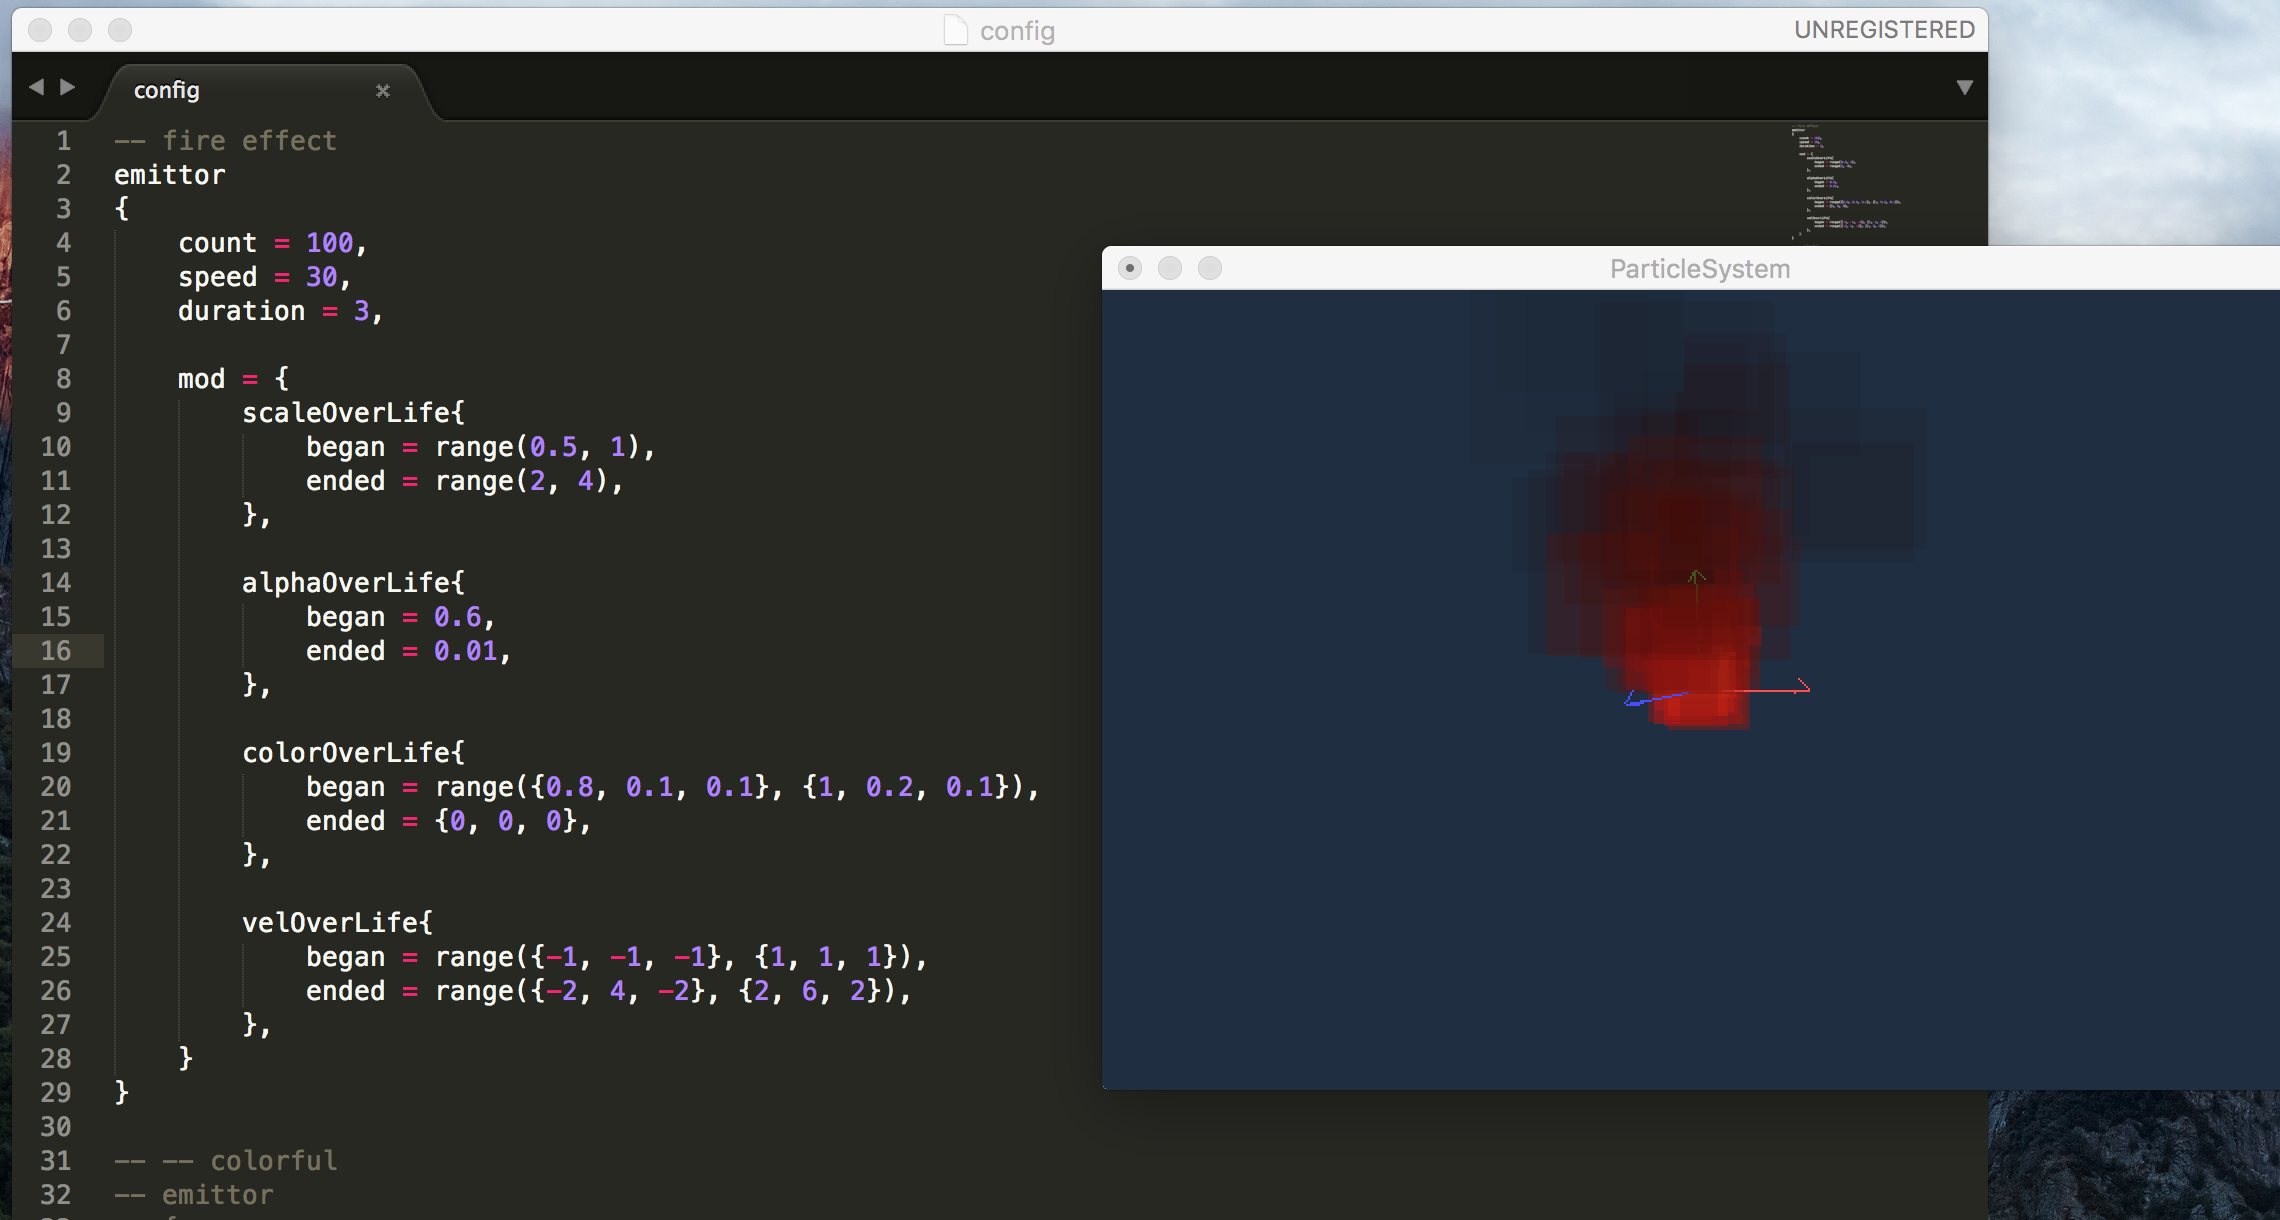 config
UNREGISTERED
config
1 -- fire effect
2 emittor
3 {
4 count = 100,
5 speed = 30,
6 duration = 3,
7
8 mod = {
9 scaleOverLife{
10 began = range(0.5, 1),
11 ended = range(2, 4),
12 },
13
14 alphaOverLife{
15 began = 0.6,
16 ended = 0.01,
17 },
18
19 colorOverLife{
20 began = range({0.8, 0.1, 0.1}, {1, 0.2, 0.1}),
21 ended = {0, 0, 0},
22 },
23
24 velOverLife{
25 began = range({-1, -1, -1}, {1, 1, 1}),
26 ended = range({-2, 4, -2}, {2, 6, 2}),
27 },
28 }
29 }
30
31 -- -- colorful
32 -- emittor
ParticleSystem